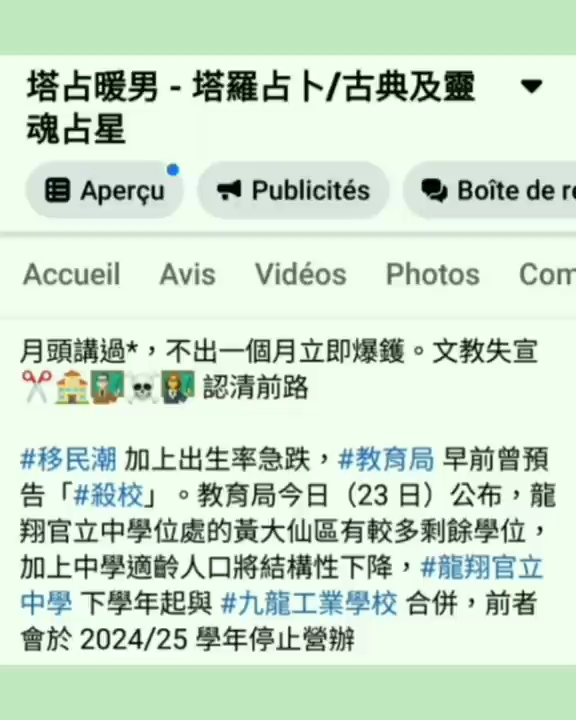 塔占暖男 - 塔羅占卜/古典及靈
魂占星
Aperçu
Publicités
Boîte de re
Accueil Avis Vidéos Photos Com
月頭講過*，不出一個月立即爆鑊。文教失宣
認清前路
#移民潮 加上出生率急跌，#教育局 早前曾預
告「#殺校」。教育局今日（23 日）公布，龍
翔官立中學位處的黃大仙區有較多剩餘學位，
加上中學適齡人口將結構性下降，#龍翔官立
中學 下學年起與 #九龍工業學校 合併，前者
會於 2024/25 學年停止營辦